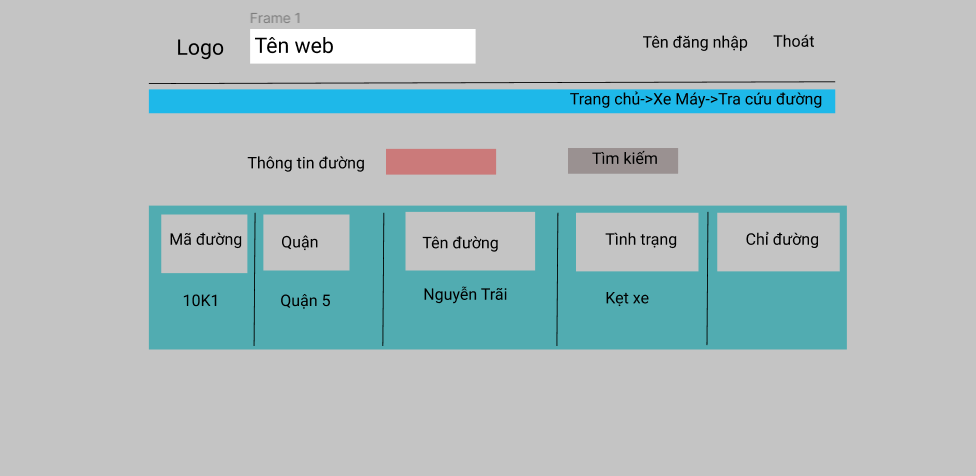 Frame 1
Logo
Tên web
Tên đăng nhập
Thoát
Trang chủ->Xe Máy->Tra cứu đường
Thông tin đường
Tìm kiếm
Mã đường
Quận
Tên đường
Tình trạng
Chỉ đường
10K1
Quận 5
Nguyễn Trãi
Kẹt xe